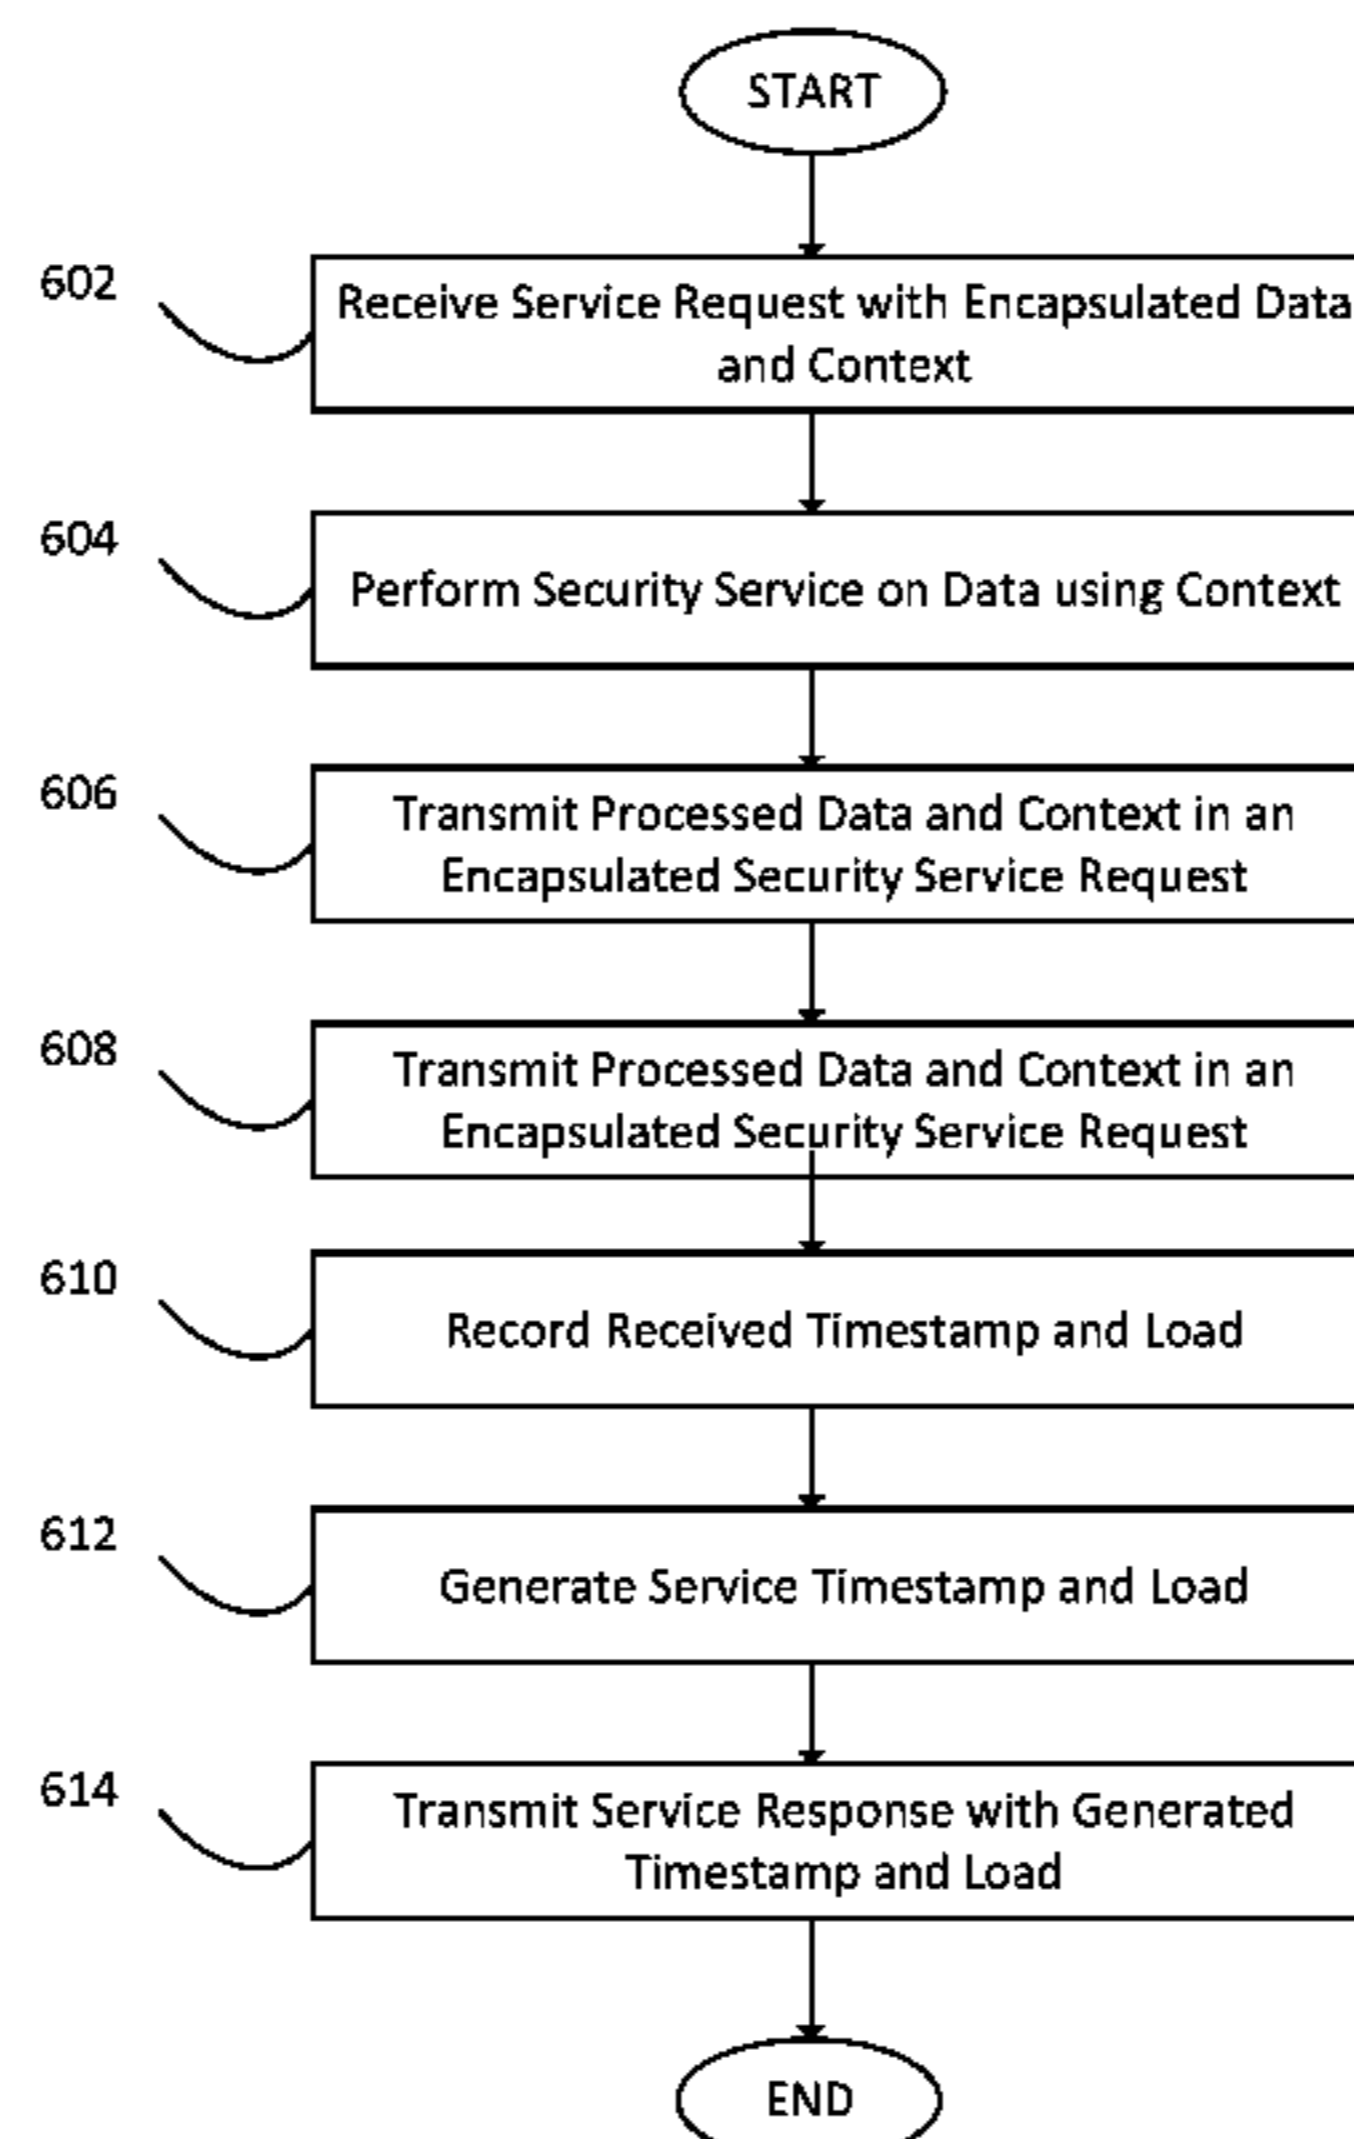 START
602
Receive Service Request with Encapsulated Data
and Context
604
Perform Security Service on Data using Context
606
Transmit Processed Data and Context in an
Encapsulated Security Service Request
608
Transmit Processed Data and Context in an
Encapsulated Security Service Request
610
Record Received Timestamp and Load
612
Generate Service Timestamp and Load
614
Transmit Service Response with Generated
Timestamp and Load
END